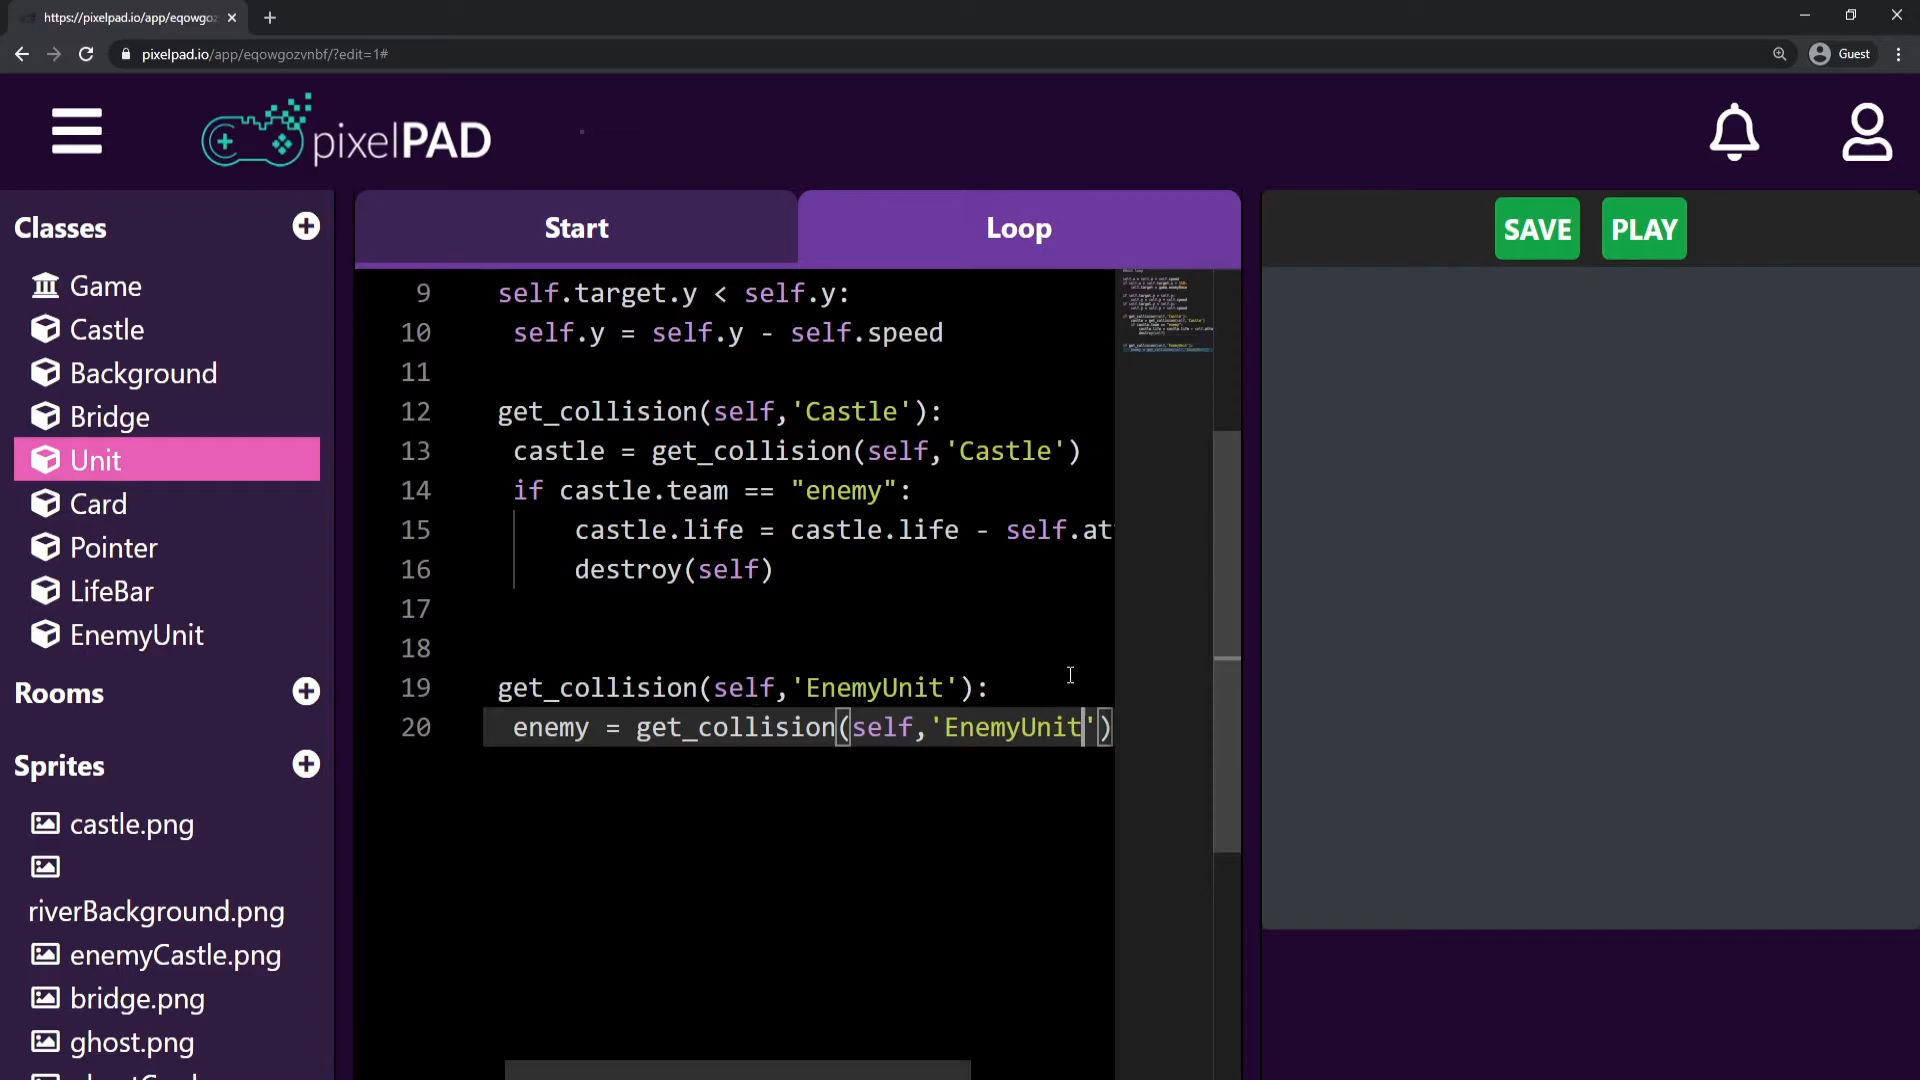 https://pixelpad.io/app/eqowgoz
pixelpad.io/app/eqowgozvnbf/?edit=1#
Guest
pixelPAD
Classes
Game
Castle
Background
Bridge
Unit
Card
Pointer
LifeBar
EnemyUnit
Rooms
Sprites
castle.png
riverBackground.png
enemyCastle.png
bridge.png
ghost.png
Start
Loop
9 self.target.y < self.y:
10 self.y = self.y - self.speed
11
12 get_collision(self,'Castle'):
13 castle = get_collision(self,'Castle')
14 if castle.team == "enemy":
15 castle.life = castle.life - self.at
16 destroy(self)
17
18
19 get_collision(self,'EnemyUnit'):
20 enemy = get_collision(self,'EnemyUnit')
SAVE
PLAY